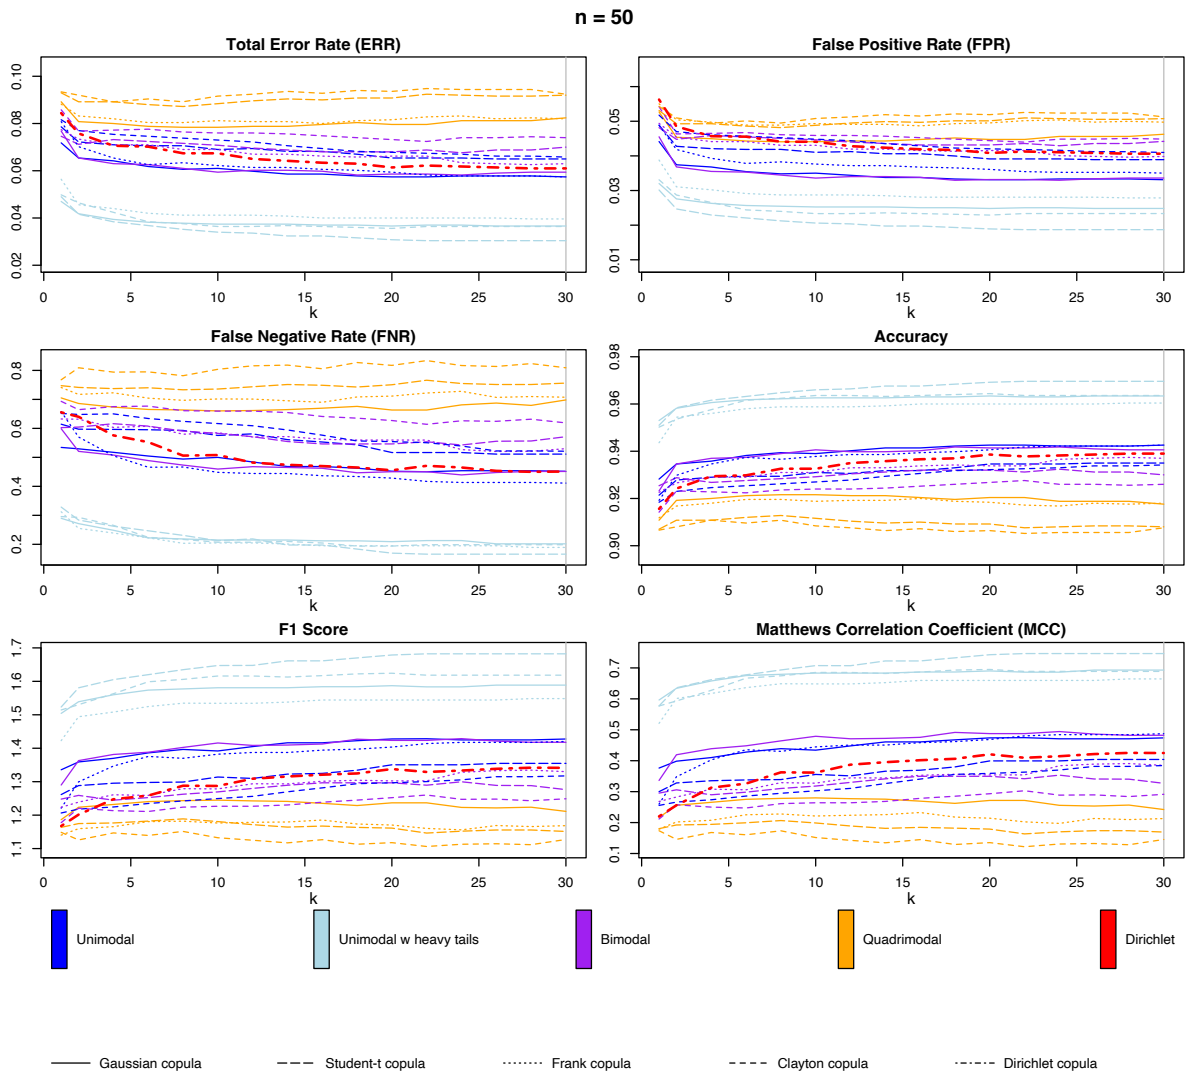 n = 50
Total Error Rate (ERR)
0.10
0.08
0.06
0.04
0.02
0 5 10 15 20 25 30
k
False Positive Rate (FPR)
0.05
0.03
0.01
0 5 10 15 20 25 30
k
False Negative Rate (FNR)
0.8
0.6
0.4
0.2
0 5 10 15 20 25 30
k
Accuracy
0.98
0.96
0.94
0.92
0.90
0 5 10 15 20 25 30
k
F1 Score
1.7
1.6
1.5
1.4
1.3
1.2
1.1
0 5 10 15 20 25 30
k
Matthews Correlation Coefficient (MCC)
0.7
0.6
0.5
0.4
0.3
0.2
0.1
0 5 10 15 20 25 30
k
Unimodal Unimodal w heavy tails Bimodal Quadrimodal Dirichlet
Gaussian copula Student-t copula Frank copula Clayton copula Dirichlet copula